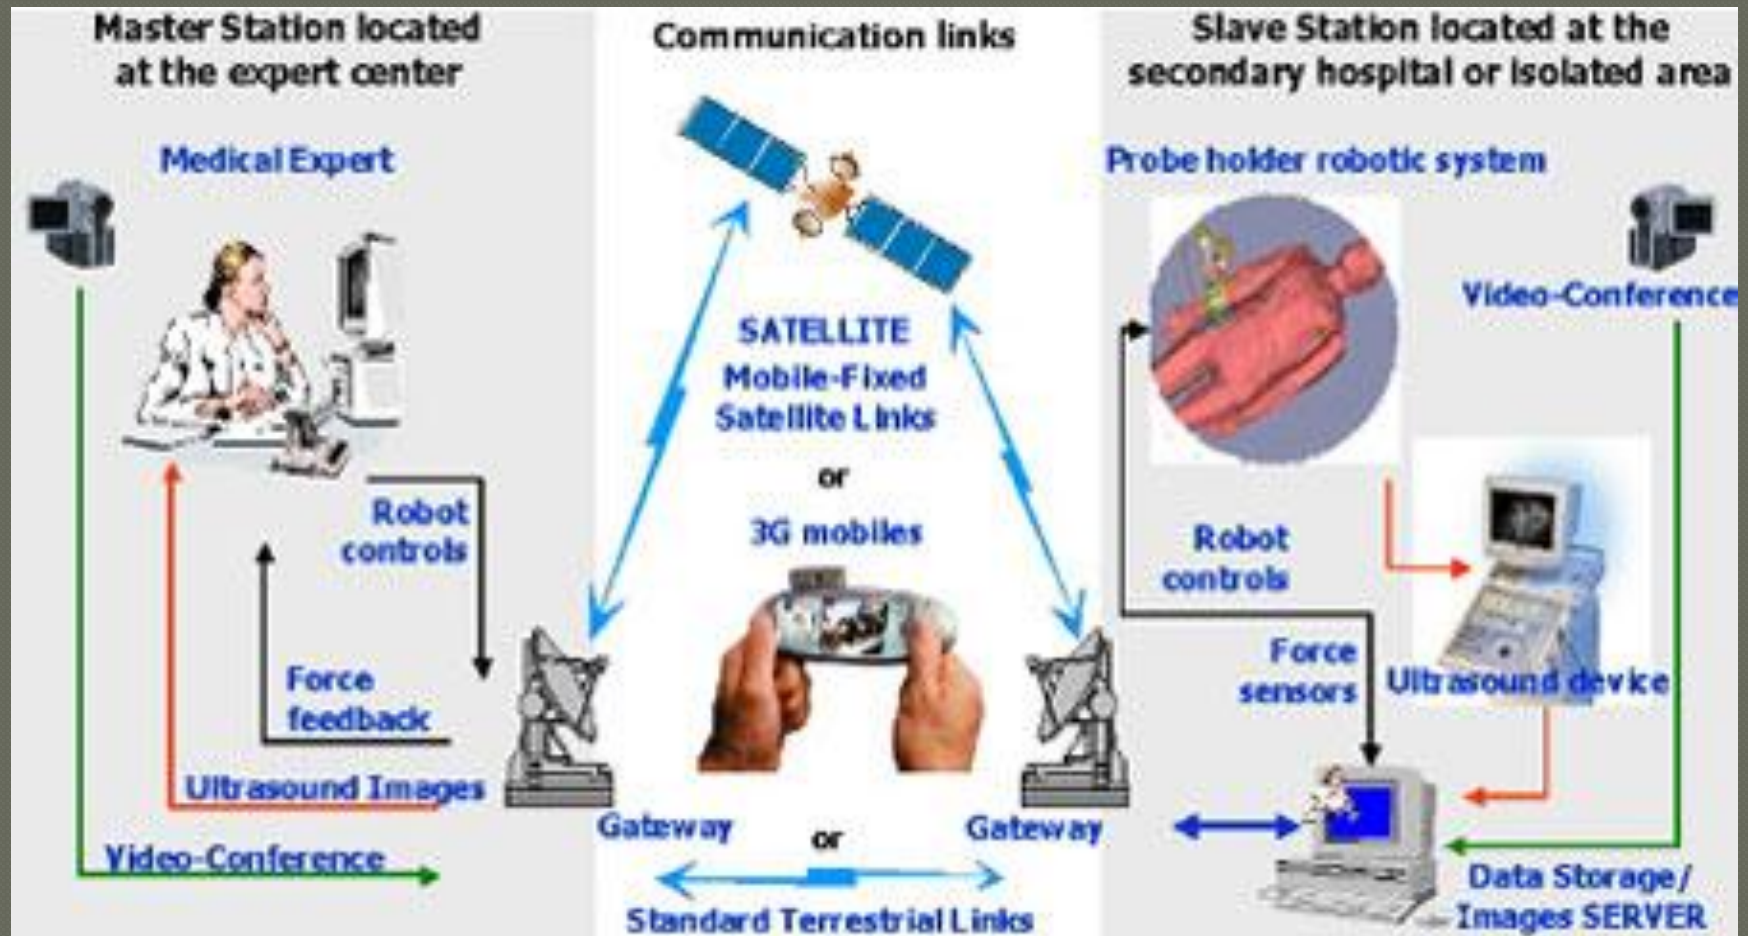 Master Station located
at the expert center
Communication links
Slave Station located at the
secondary hospital or isolated area
Medical Expert
Probe holder robotic system
Video-Conference
SATELLITE
Mobile-Fixed
Satellite Links
or
3G mobiles
Robot
controls
Robot
controls
Force
feedback
Force
sensors
Ultrasound device
Ultrasound Images
Gateway
or
Gateway
Video-Conference
Standard Terrestrial Links
Data Storage/
Images SERVER